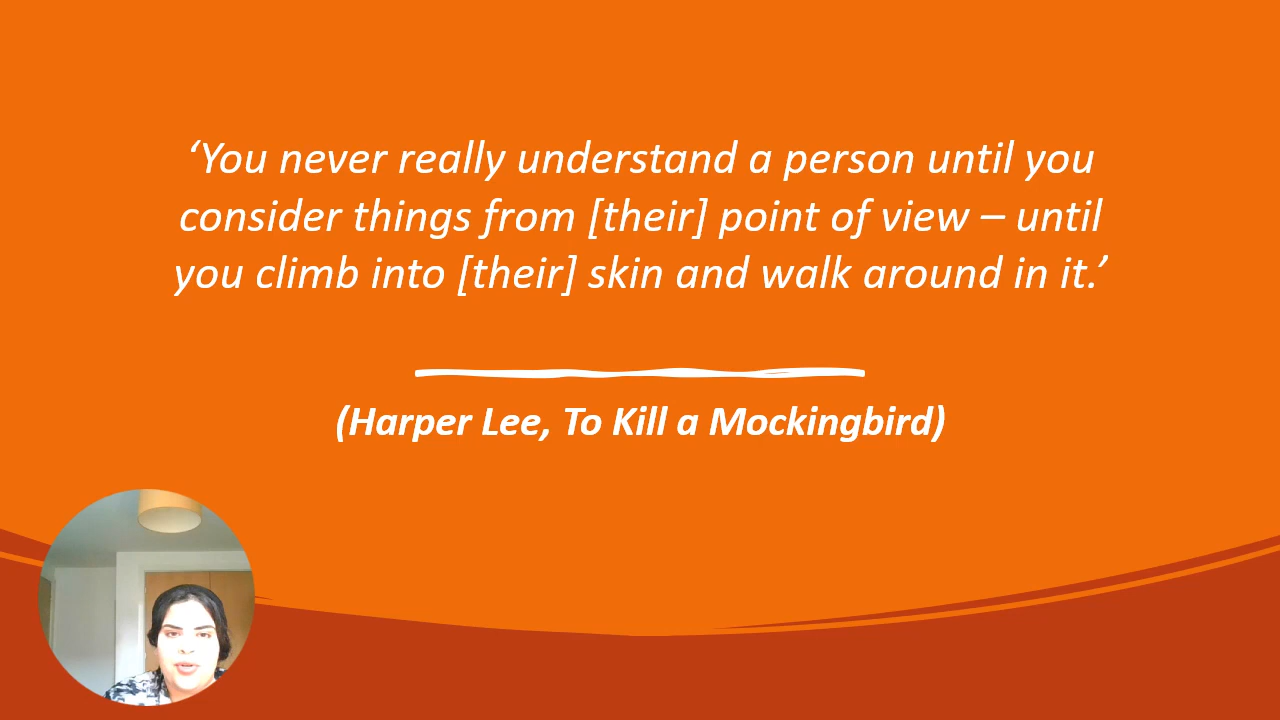 ‘You never really understand a person until you
consider things from [their] point of view – until
you climb into [their] skin and walk around in it.’
(Harper Lee, To Kill a Mockingbird)